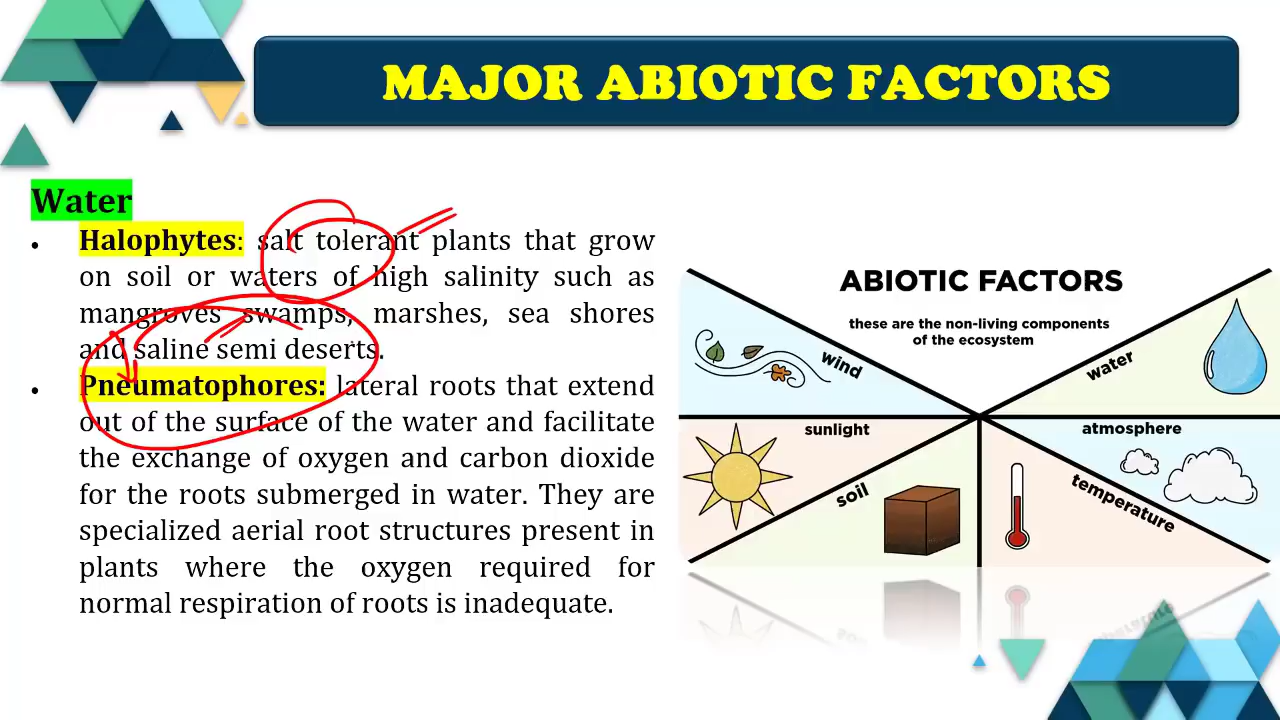 MAJOR ABIOTIC FACTORS
Water
• Halophytes: salt tolerant plants that grow
on soil or waters of high salinity such as
mangroves swamps, marshes, sea shores
and saline semi deserts.
• Pneumatophores: lateral roots that extend
out of the surface of the water and facilitate
the exchange of oxygen and carbon dioxide
for the roots submerged in water. They are
specialized aerial root structures present in
plants where the oxygen required for
normal respiration of roots is inadequate.
ABIOTIC FACTORS
these are the non-living components
of the ecosystem
wind
water
sunlight
atmosphere
soil
temperature